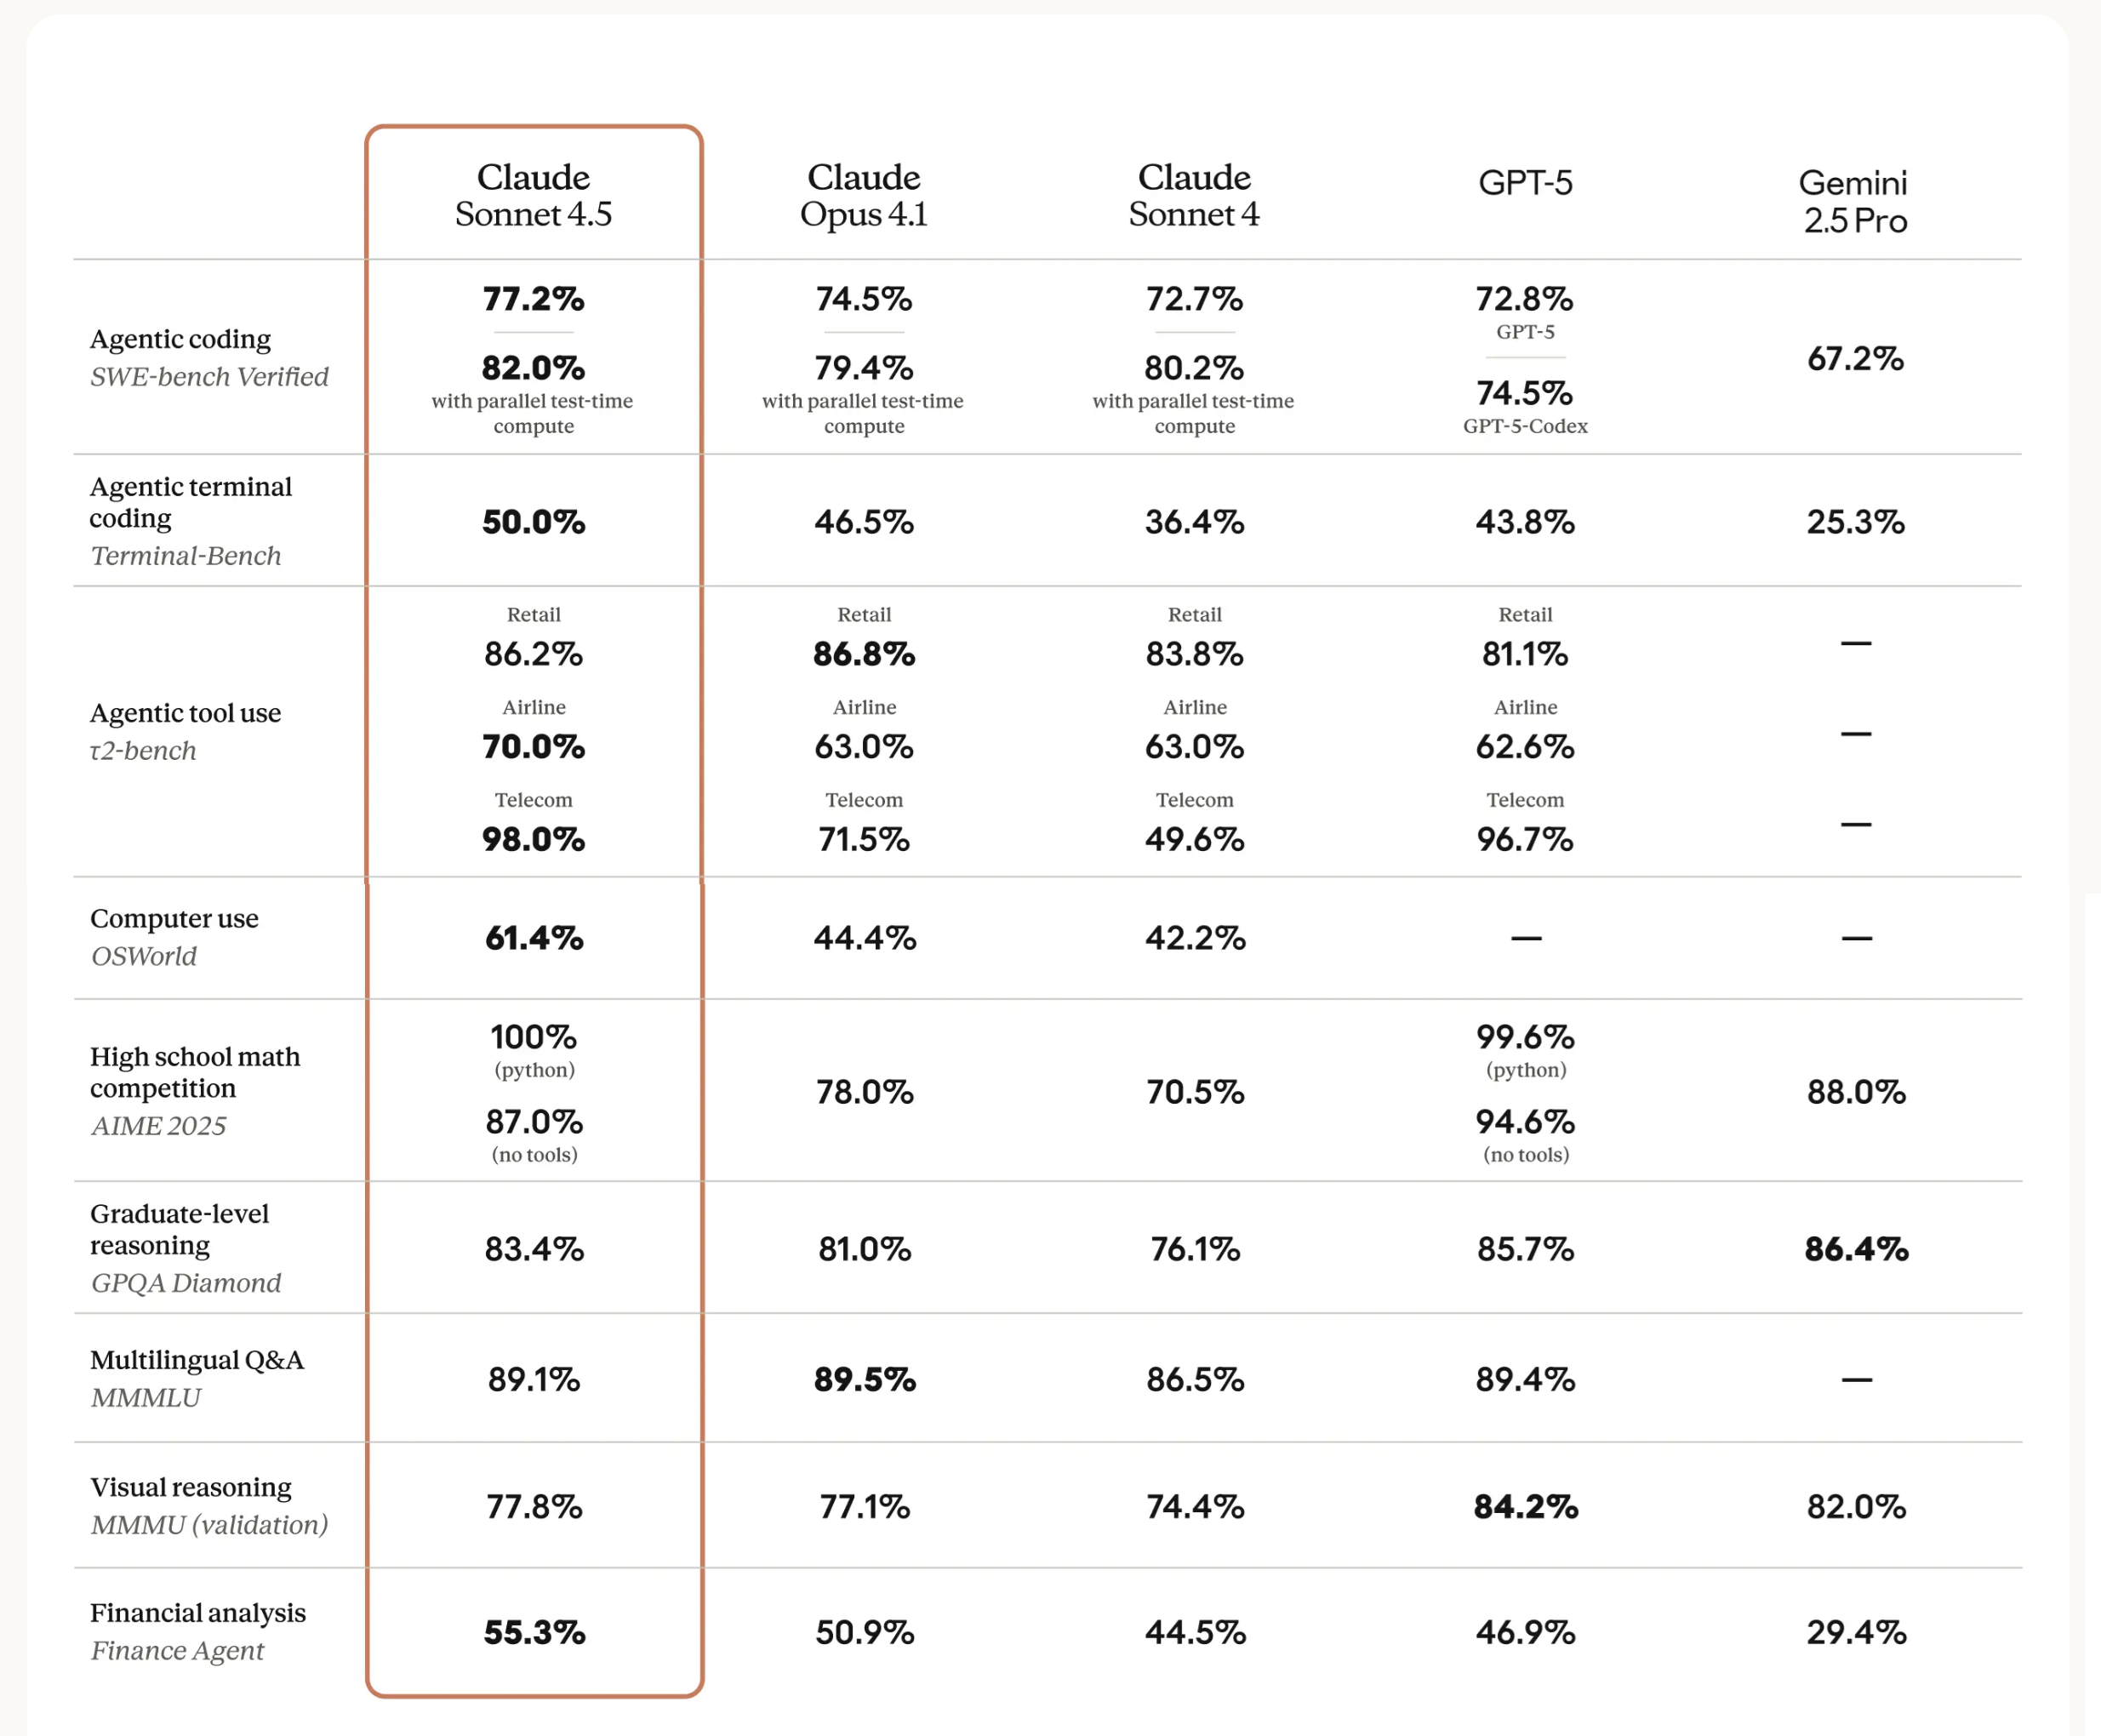 Claude
Sonnet 4.5
Claude
Opus 4.1
Claude
Sonnet 4
GPT-5
Gemini
2.5 Pro
Agentic coding
SWE-bench Verified
77.2%
82.0%
with parallel test-time
compute
74.5%
79.4%
with parallel test-time
compute
72.7%
80.2%
with parallel test-time
compute
72.8%
GPT-5
74.5%
GPT-5-Codex
67.2%
Agentic terminal
coding
Terminal-Bench
50.0%
46.5%
36.4%
43.8%
25.3%
Agentic tool use
τ2-bench
Retail
86.2%
Airline
70.0%
Telecom
98.0%
Retail
86.8%
Airline
63.0%
Telecom
71.5%
Retail
83.8%
Airline
63.0%
Telecom
49.6%
Retail
81.1%
Airline
62.6%
Telecom
96.7%
—
—
—
Computer use
OSWorld
61.4%
44.4%
42.2%
—
—
High school math
competition
AIME 2025
100%
(python)
87.0%
(no tools)
78.0%
70.5%
99.6%
(python)
94.6%
(no tools)
88.0%
Graduate-level
reasoning
GPQA Diamond
83.4%
81.0%
76.1%
85.7%
86.4%
Multilingual Q&A
MMMLU
89.1%
89.5%
86.5%
89.4%
—
Visual reasoning
MMMU (validation)
77.8%
77.1%
74.4%
84.2%
82.0%
Financial analysis
Finance Agent
55.3%
50.9%
44.5%
46.9%
29.4%